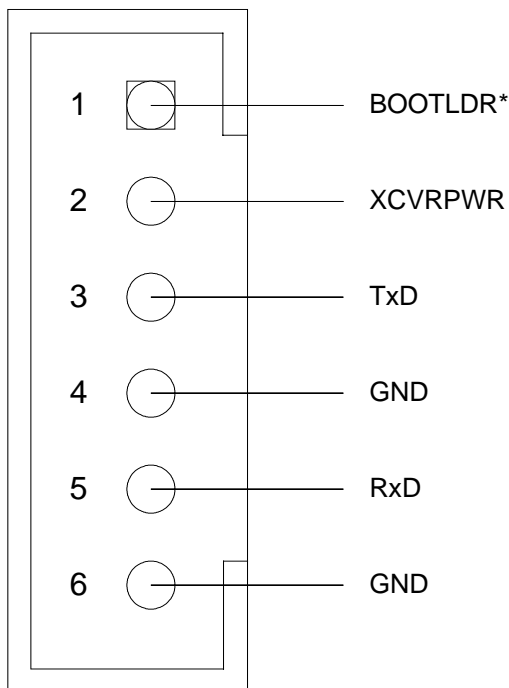 1 BOOTLDR*
2 XCVRPWR
3 TxD
4 GND
5 RxD
6 GND